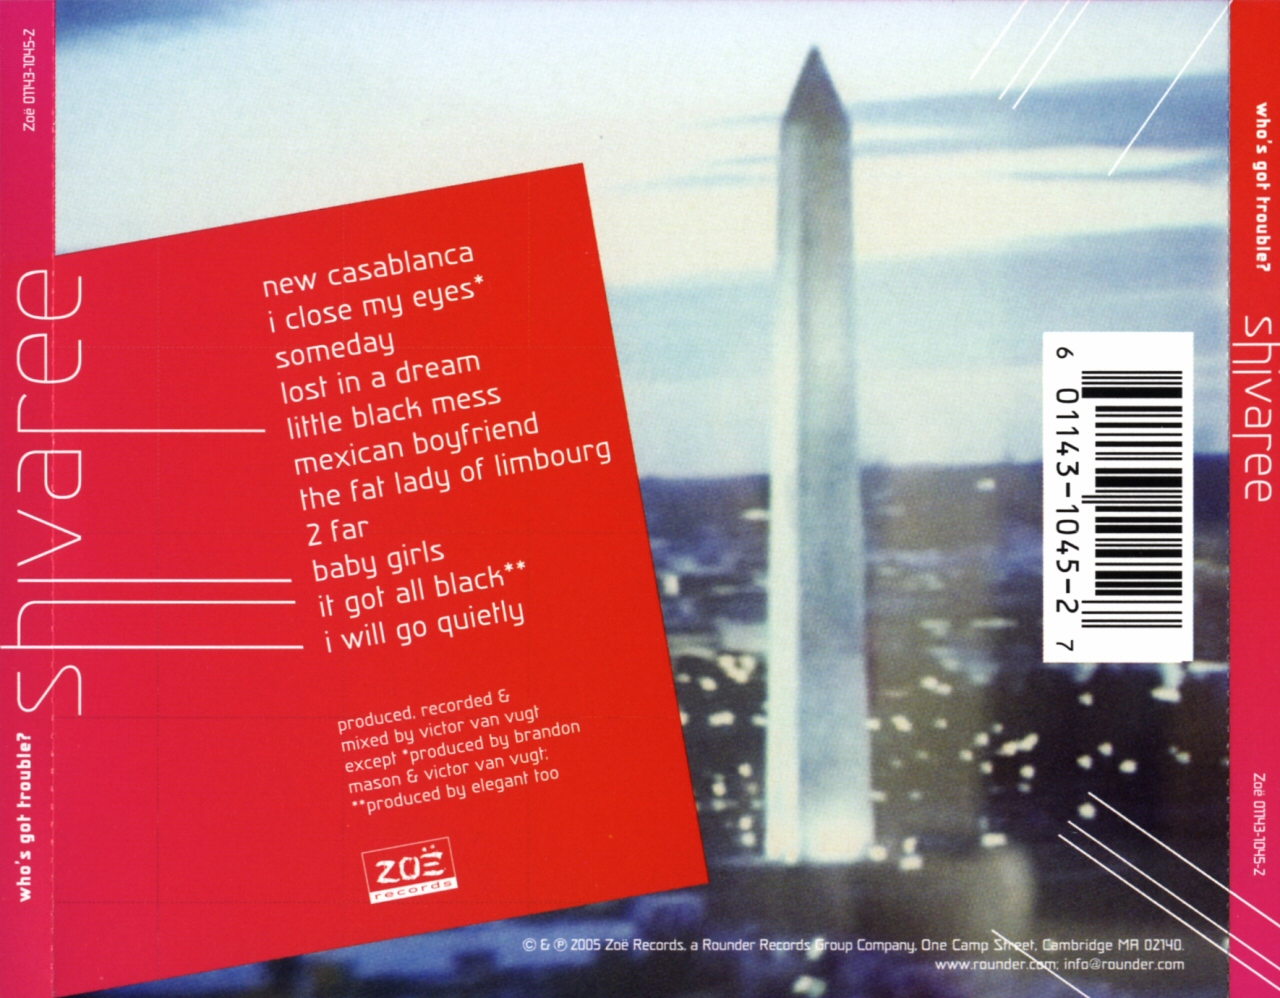 Zoë 01143-1045-2
shivaree
who's got trouble?
new casablanca
i close my eyes*
someday
lost in a dream
little black mess
mexican boyfriend
the fat lady of limbourg
2 far
baby girls
it got all black**
i will go quietly
produced, recorded &
mixed by victor van vugt
except *produced by brandon
mason & victor van vugt;
**produced by elegant too
ZOË
records
6 01143-1045-2 7
© & ℗ 2005 Zoë Records, a Rounder Records Group Company, One Camp Street, Cambridge MA 02140.
www.rounder.com; info@rounder.com
who's got trouble?
shivaree
Zoë 01143-1045-2